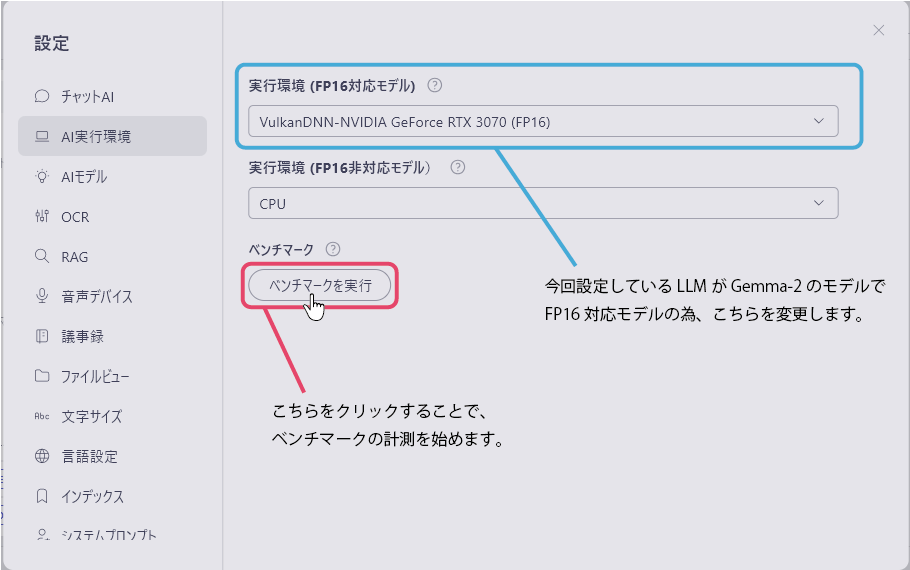 設定
チャットAI
AI実行環境
AIモデル
OCR
RAG
音声デバイス
議事録
ファイルビュー
Abc 文字サイズ
言語設定
インデックス
システムプロンプト
実行環境 (FP16対応モデル) ?
VulkanDNN-NVIDIA GeForce RTX 3070 (FP16)
実行環境 (FP16非対応モデル) ?
CPU
ベンチマーク ?
ベンチマークを実行
今回設定している LLM が Gemma-2 のモデルで
FP16 対応モデルの為、こちらを変更します。
こちらをクリックすることで、
ベンチマークの計測を始めます。